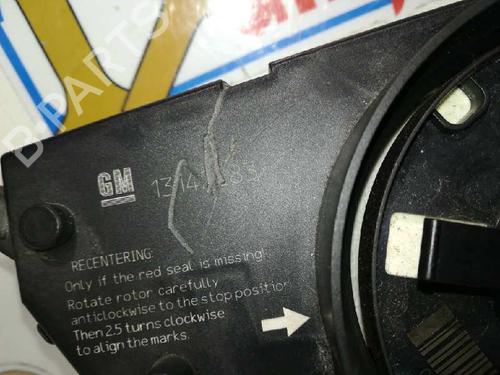 B-PARTS
GM
RECENTERING:
Only if the red seal is missing!
Rotate rotor carefully
anticlockwise to the stop position
Then 2.5 turns clockwise
to align the marks.